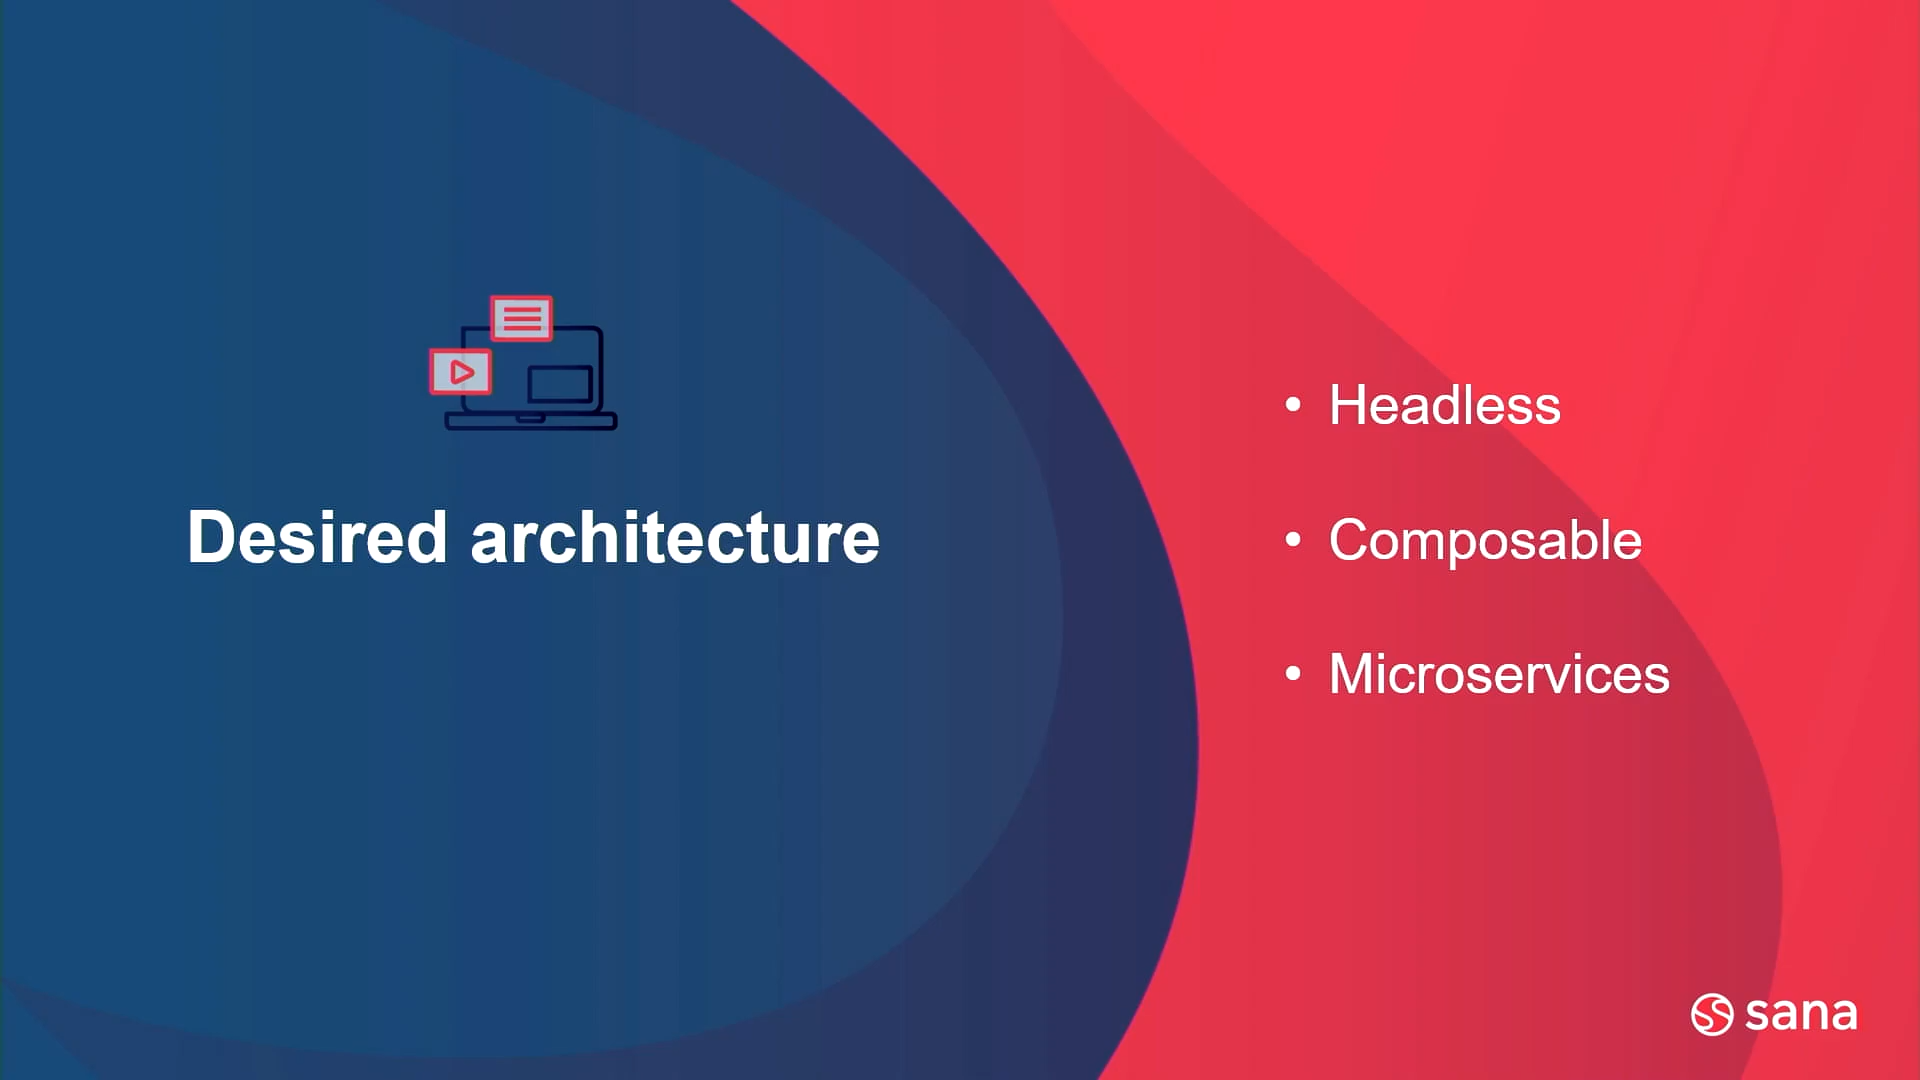 Desired architecture
• Headless
• Composable
• Microservices
sana